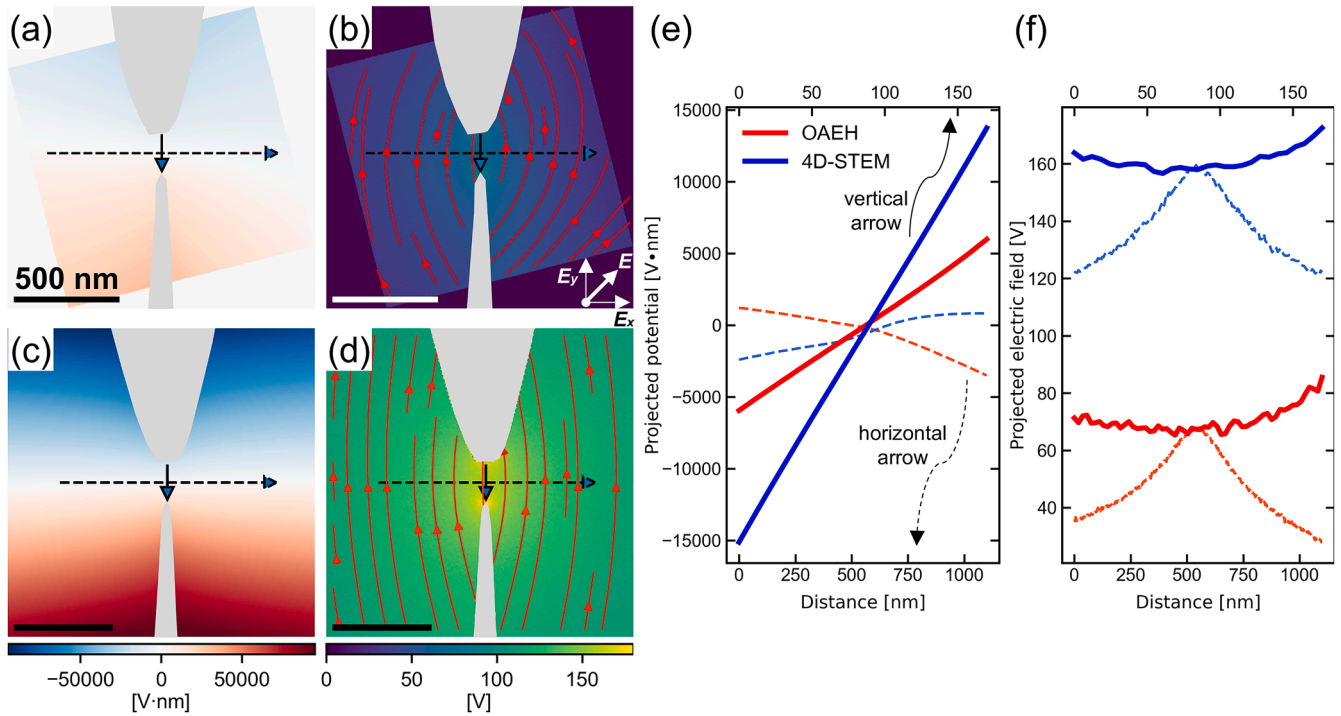 (a)
500 nm
(b)
E
Ey
Ex
(c)
(d)
−50000 0 50000
[V·nm]
0 50 100 150
[V]
(e)
0 50 100 150
15000
10000
5000
0
−5000
−10000
−15000
Projected potential [V•nm]
OAEH
4D-STEM
vertical
arrow
horizontal
arrow
0 250 500 750 1000
Distance [nm]
(f)
0 50 100 150
160
140
120
100
80
60
40
Projected electric field [V]
0 250 500 750 1000
Distance [nm]